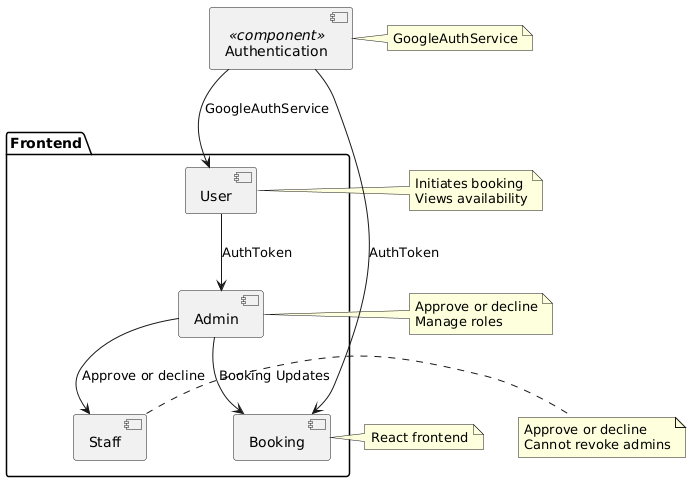 «component»
Authentication
GoogleAuthService
GoogleAuthService
Frontend
User
Initiates booking
Views availability
AuthToken
AuthToken
Admin
Approve or decline
Manage roles
Approve or decline
Booking Updates
Staff
Booking
React frontend
Approve or decline
Cannot revoke admins